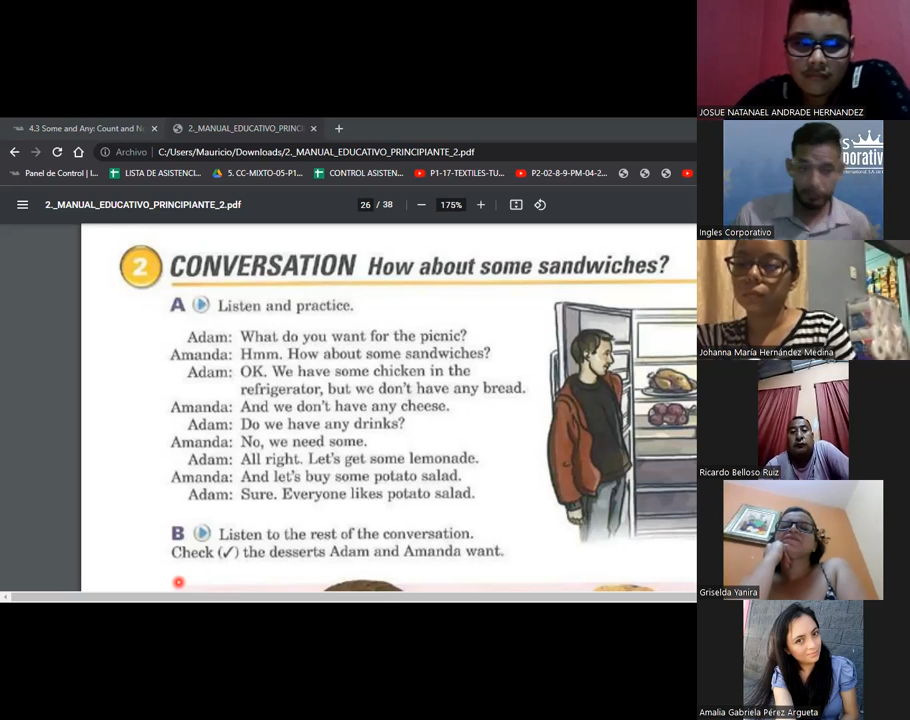 4.3 Some and Any: Count and N
2._MANUAL_EDUCATIVO_PRINCI
Archivo
C:/Users/Mauricio/Downloads/2._MANUAL_EDUCATIVO_PRINCIPIANTE_2.pdf
Panel de Control | I...
LISTA DE ASISTENCI...
5. CC-MIXTO-05-P1...
CONTROL ASISTEN...
P1-17-TEXTILES-TU...
P2-02-8-9-PM-04-2...
2._MANUAL_EDUCATIVO_PRINCIPIANTE_2.pdf
26 / 38
175%
2 CONVERSATION How about some sandwiches?
A Listen and practice.
Adam: What do you want for the picnic?
Amanda: Hmm. How about some sandwiches?
Adam: OK. We have some chicken in the
refrigerator, but we don't have any bread.
Amanda: And we don't have any cheese.
Adam: Do we have any drinks?
Amanda: No, we need some.
Adam: All right. Let's get some lemonade.
Amanda: And let's buy some potato salad.
Adam: Sure. Everyone likes potato salad.
B Listen to the rest of the conversation.
Check (✓) the desserts Adam and Amanda want.
JOSUE NATANAEL ANDRADE HERNANDEZ
S
porativ
Ingles Corporativo
Johanna María Hernández Medina
Ricardo Belloso Ruiz
Griselda Yanira
Amalia Gabriela Pérez Argueta